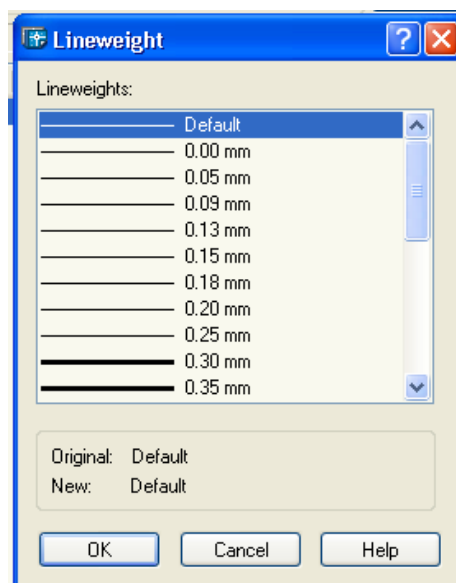 Lineweight
Lineweights:
Default
0.00 mm
0.05 mm
0.09 mm
0.13 mm
0.15 mm
0.18 mm
0.20 mm
0.25 mm
0.30 mm
0.35 mm
Original: Default
New: Default
OK Cancel Help